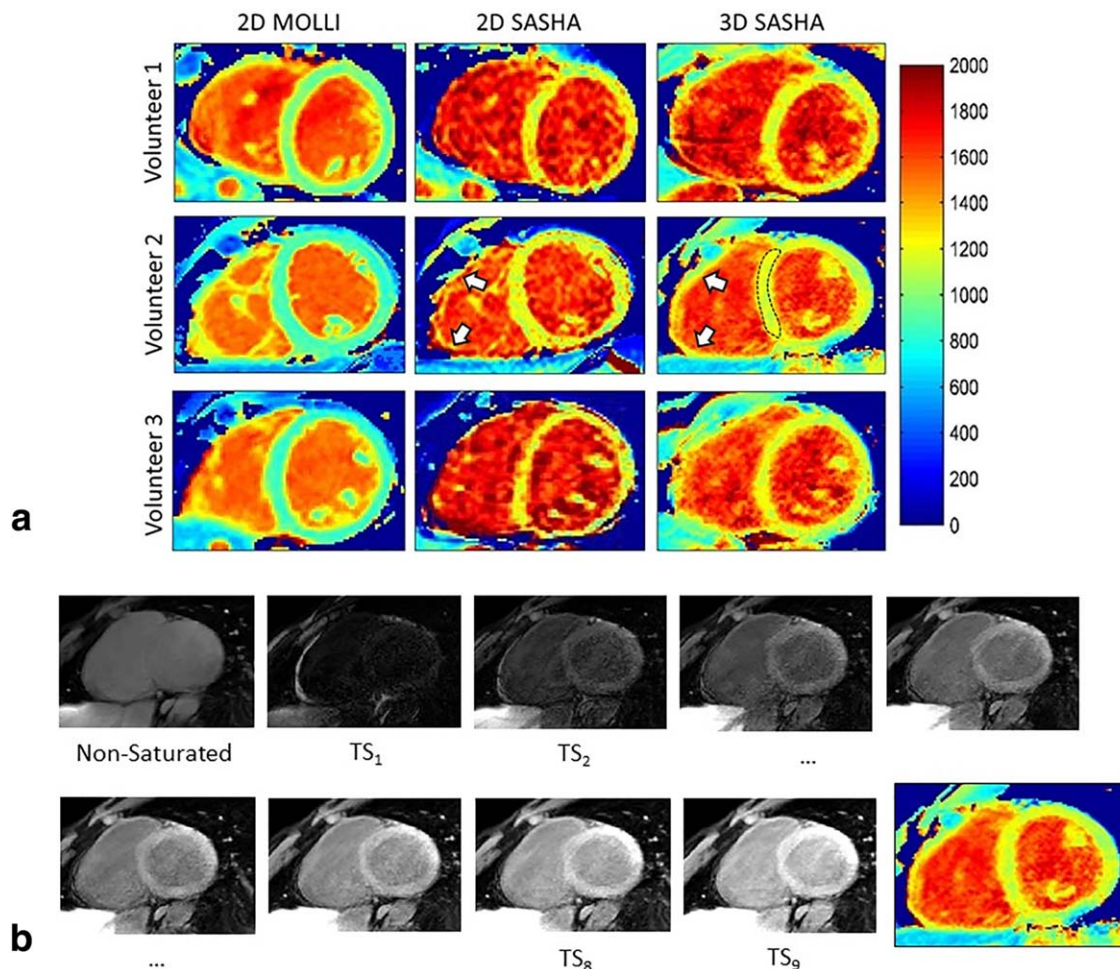 2D MOLLI 2D SASHA 3D SASHA
Volunteer 1
Volunteer 2
Volunteer 3
2000
1800
1600
1400
1200
1000
800
600
400
200
0
a
Non-Saturated TS₁ TS₂ ...
... TS₈ TS₉
b